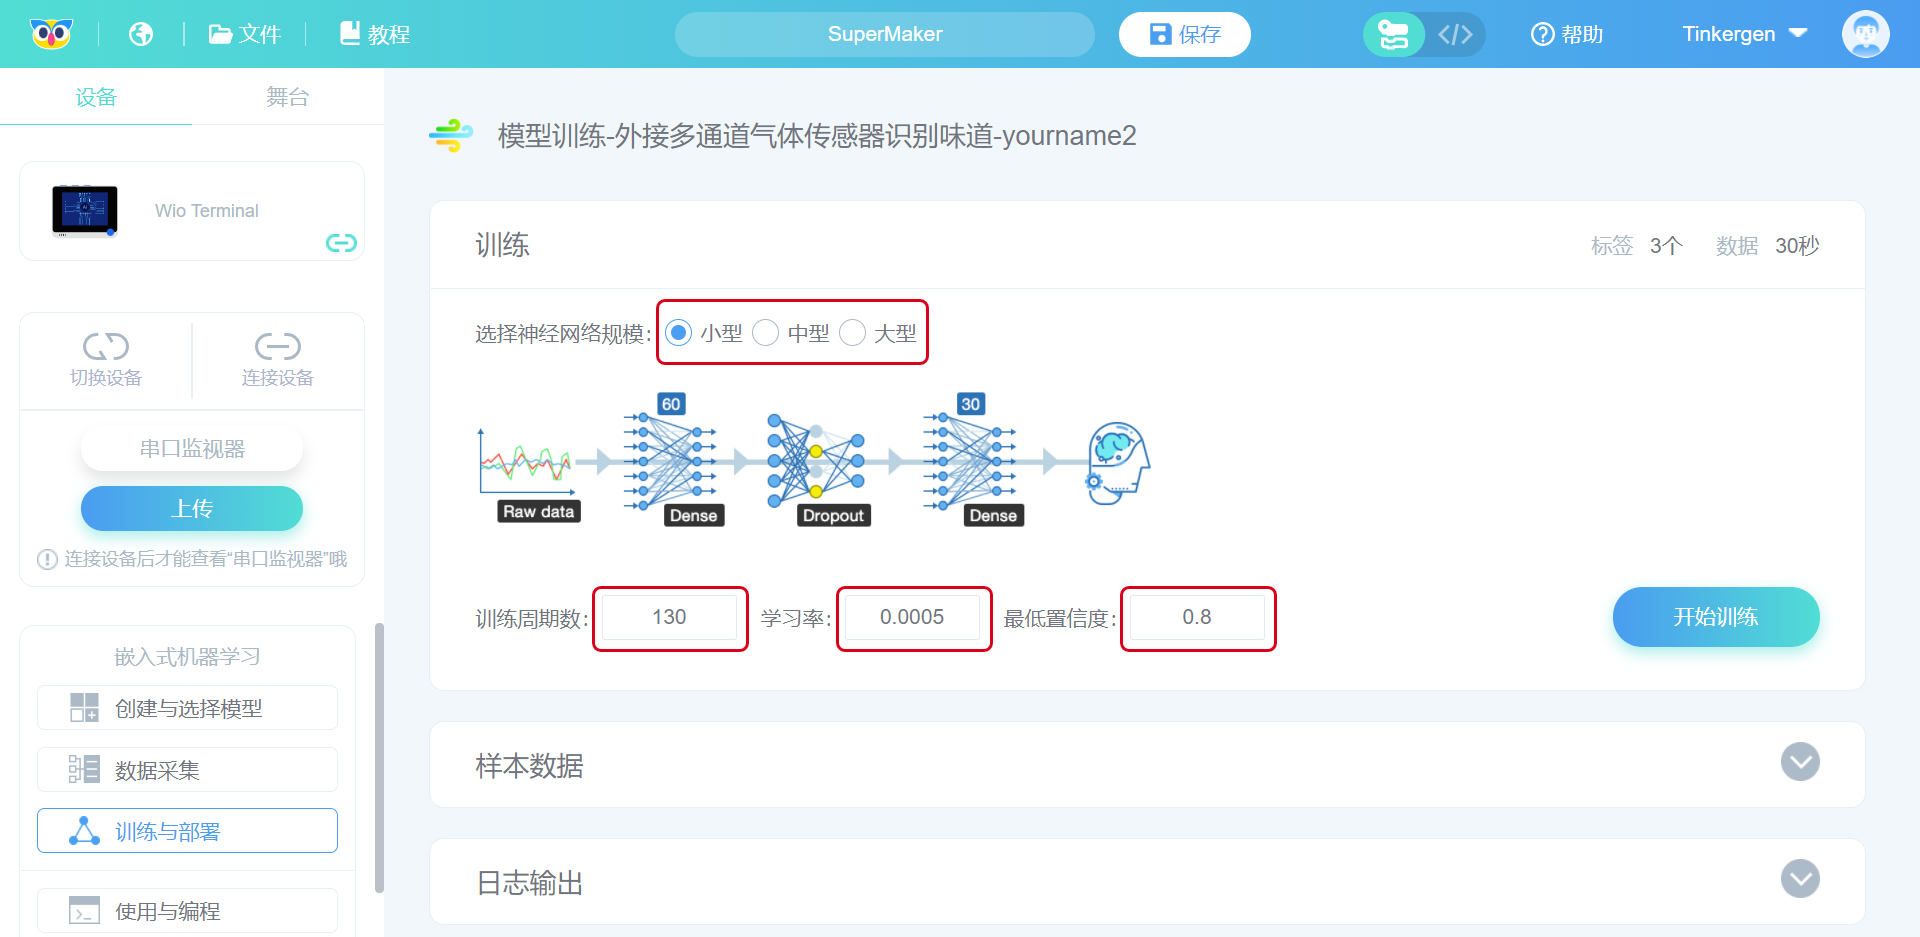 文件
教程
SuperMaker
保存
</>
帮助
Tinkergen
设备
舞台
Wio Terminal
切换设备
连接设备
串口监视器
上传
连接设备后才能查看“串口监视器”哦
嵌入式机器学习
创建与选择模型
数据采集
训练与部署
使用与编程
模型训练-外接多通道气体传感器识别味道-yourname2
训练
标签 3个 数据 30秒
选择神经网络规模: 小型 中型 大型
60
30
Raw data
Dense
Dropout
Dense
训练周期数: 130 学习率: 0.0005 最低置信度: 0.8
开始训练
样本数据
日志输出